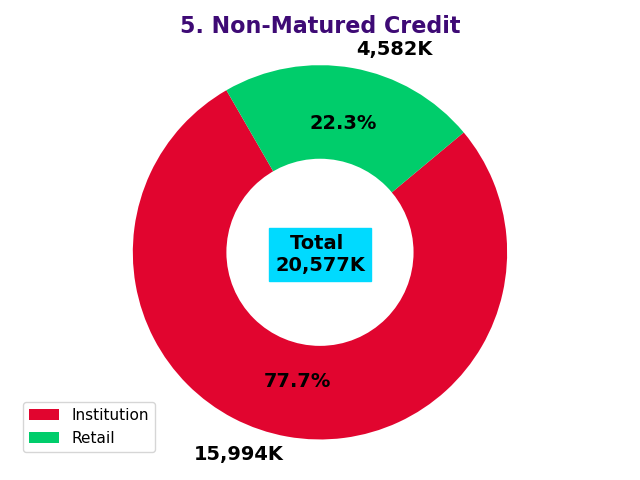 5. Non-Matured Credit
4,582K
22.3%
Total
20,577K
77.7%
15,994K
Institution
Retail